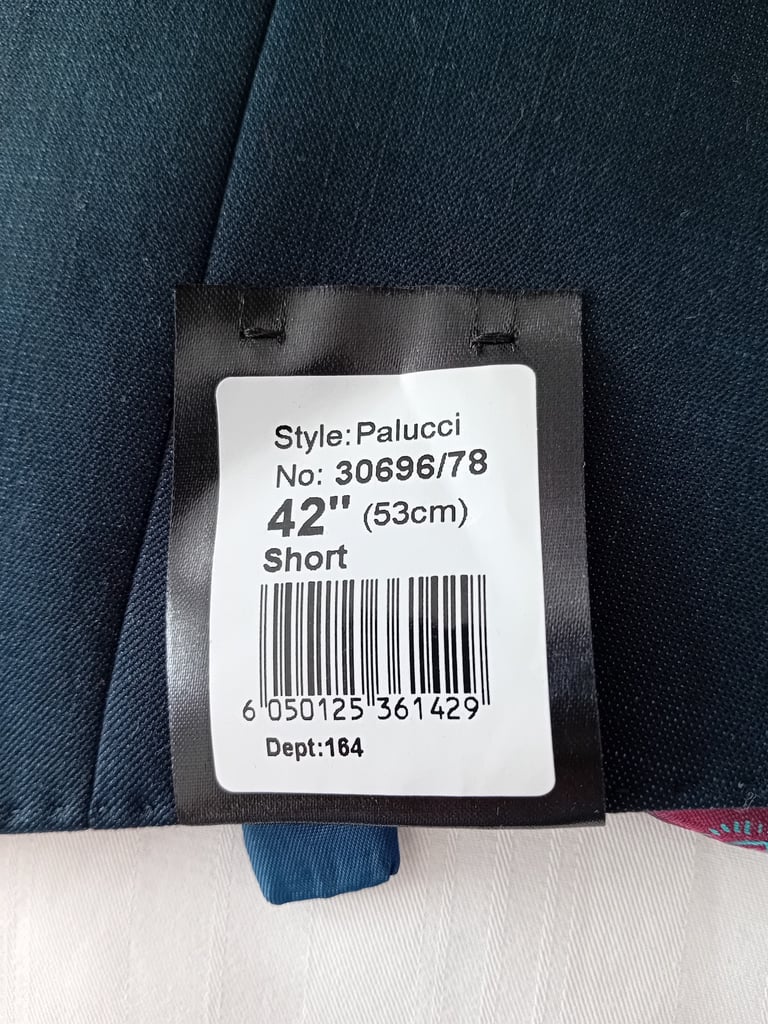 Style: Palucci
No: 30696/78
42" (53cm)
Short
6 050125 361429
Dept:164